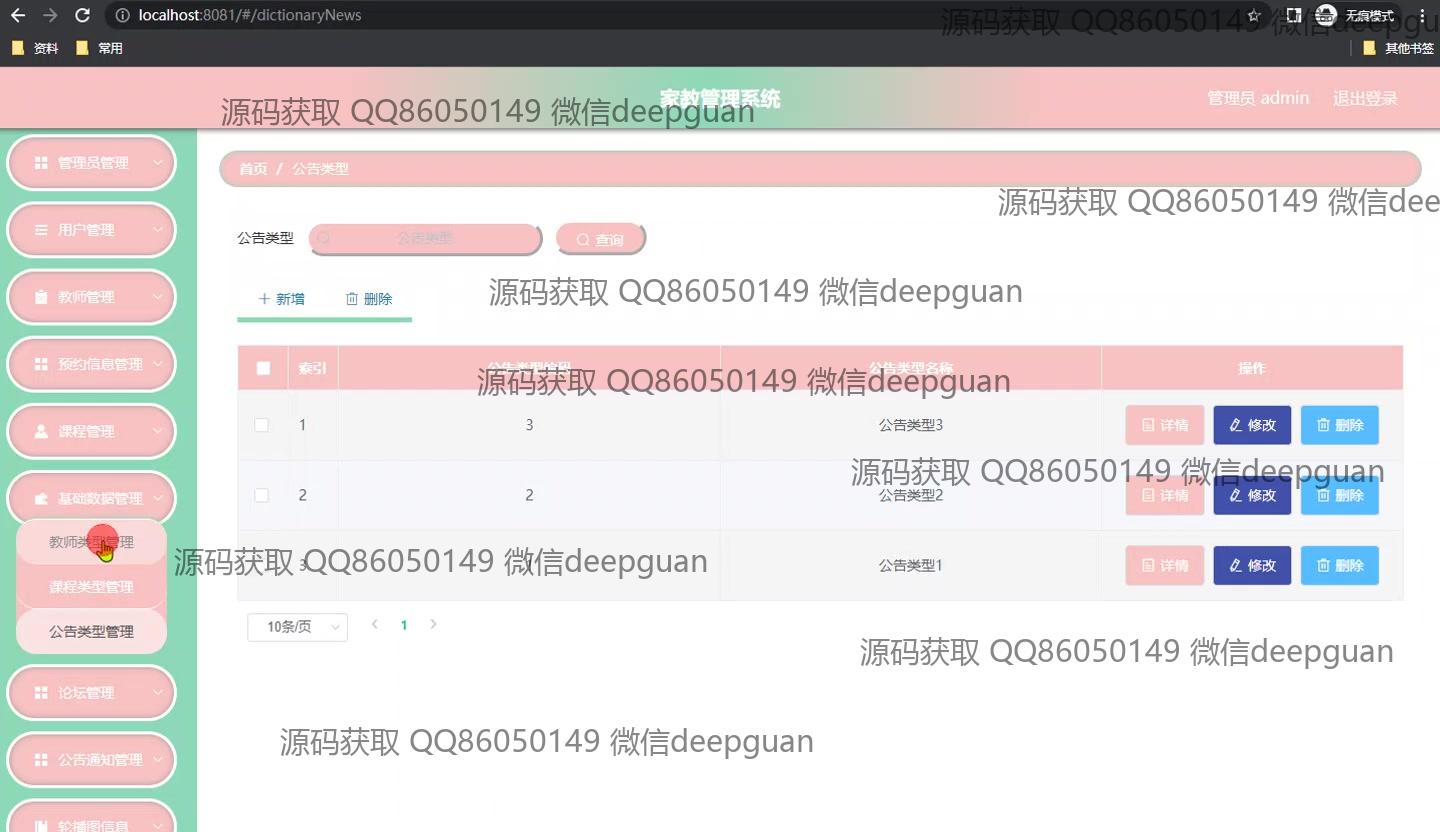 localhost:8081/#/dictionaryNews
无痕模式
资料
常用
其他书签
源码获取 QQ86050149 微信deepgu
家教管理系统
管理员 admin
退出登录
源码获取 QQ86050149 微信deepguan
管理员管理
用户管理
教师管理
预约信息管理
课程管理
基础数据管理
教师类型管理
课程类型管理
公告类型管理
论坛管理
公告通知管理
轮播图信息
首页 / 公告类型
源码获取 QQ86050149 微信dee
公告类型
公告类型
查询
新增
删除
源码获取 QQ86050149 微信deepguan
索引
公告类型编码
公告类型名称
操作
源码获取 QQ86050149 微信deepguan
1 3 公告类型3 详情 修改 删除
源码获取 QQ86050149 微信deepguan
2 2 公告类型2 详情 修改 删除
源码获取 QQ86050149 微信deepguan
3 1 公告类型1 详情 修改 删除
10条/页
1
源码获取 QQ86050149 微信deepguan
源码获取 QQ86050149 微信deepguan